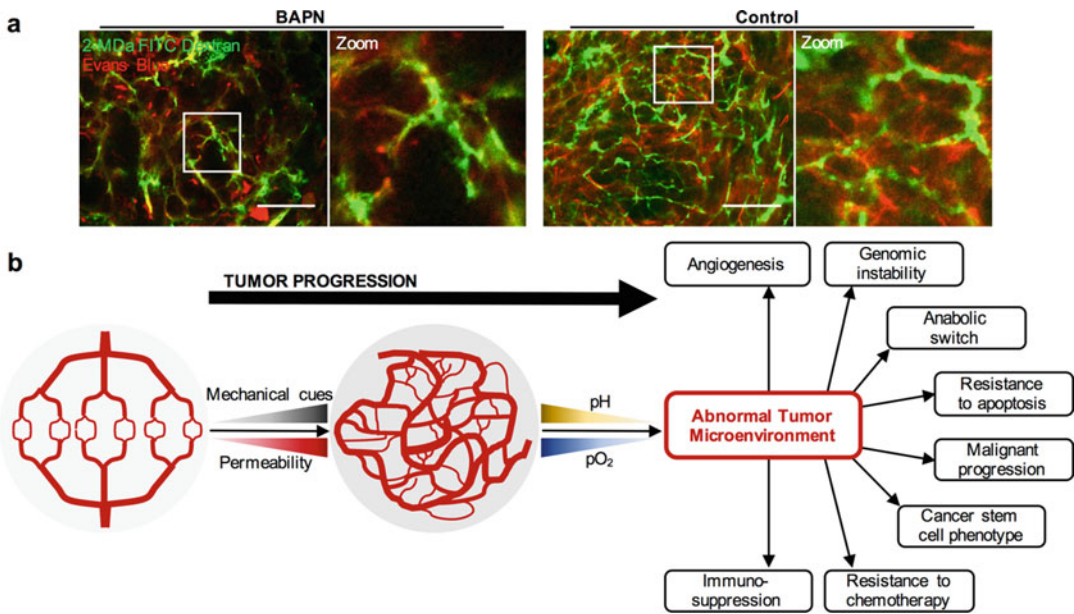 a
BAPN
Control
2-MDa FITC Dextran
Evans Blue
Zoom
Zoom
b
TUMOR PROGRESSION
Mechanical cues
Permeability
pH
pO₂
Abnormal Tumor
Microenvironment
Angiogenesis
Genomic
instability
Anabolic
switch
Resistance
to apoptosis
Malignant
progression
Cancer stem
cell phenotype
Resistance to
chemotherapy
Immuno-
suppression